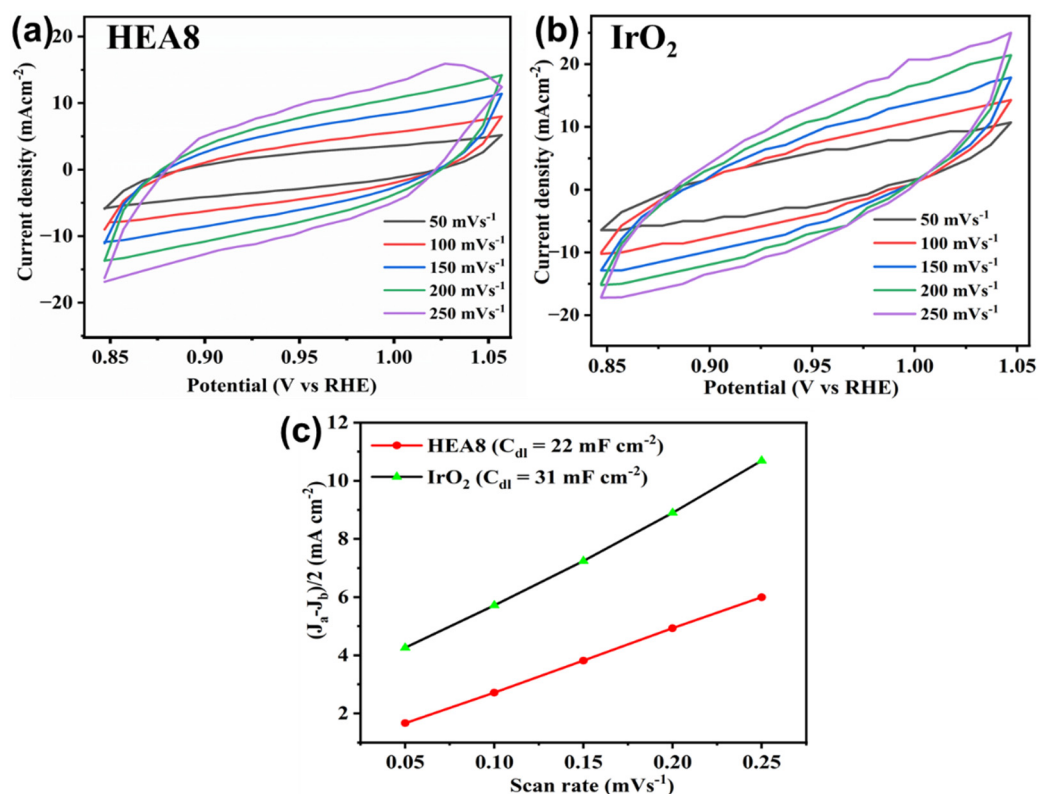 (a)
HEA8
Current density (mAcm⁻²)
20
10
0
−10
−20
50 mVs⁻¹
100 mVs⁻¹
150 mVs⁻¹
200 mVs⁻¹
250 mVs⁻¹
0.85 0.90 0.95 1.00 1.05
Potential (V vs RHE)
(b)
IrO₂
Current density (mAcm⁻²)
20
10
0
−10
−20
50 mVs⁻¹
100 mVs⁻¹
150 mVs⁻¹
200 mVs⁻¹
250 mVs⁻¹
0.85 0.90 0.95 1.00 1.05
Potential (V vs RHE)
(c)
(Jₐ-J_b)/2 (mA cm⁻²)
12
10
8
6
4
2
HEA8 (C_dl = 22 mF cm⁻²)
IrO₂ (C_dl = 31 mF cm⁻²)
0.05 0.10 0.15 0.20 0.25
Scan rate (mVs⁻¹)